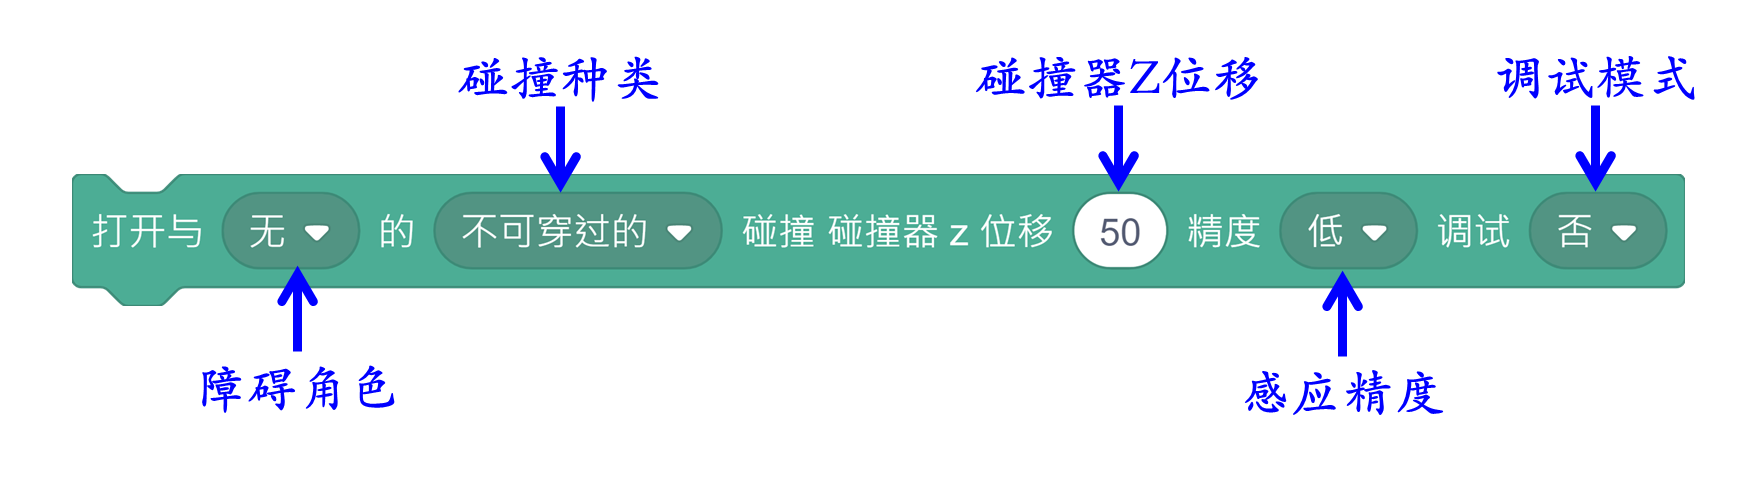 碰撞种类 碰撞器Z位移 调试模式
打开与 无 的 不可穿过的 碰撞 碰撞器 z 位移 50 精度 低 调试 否
障碍角色 感应精度